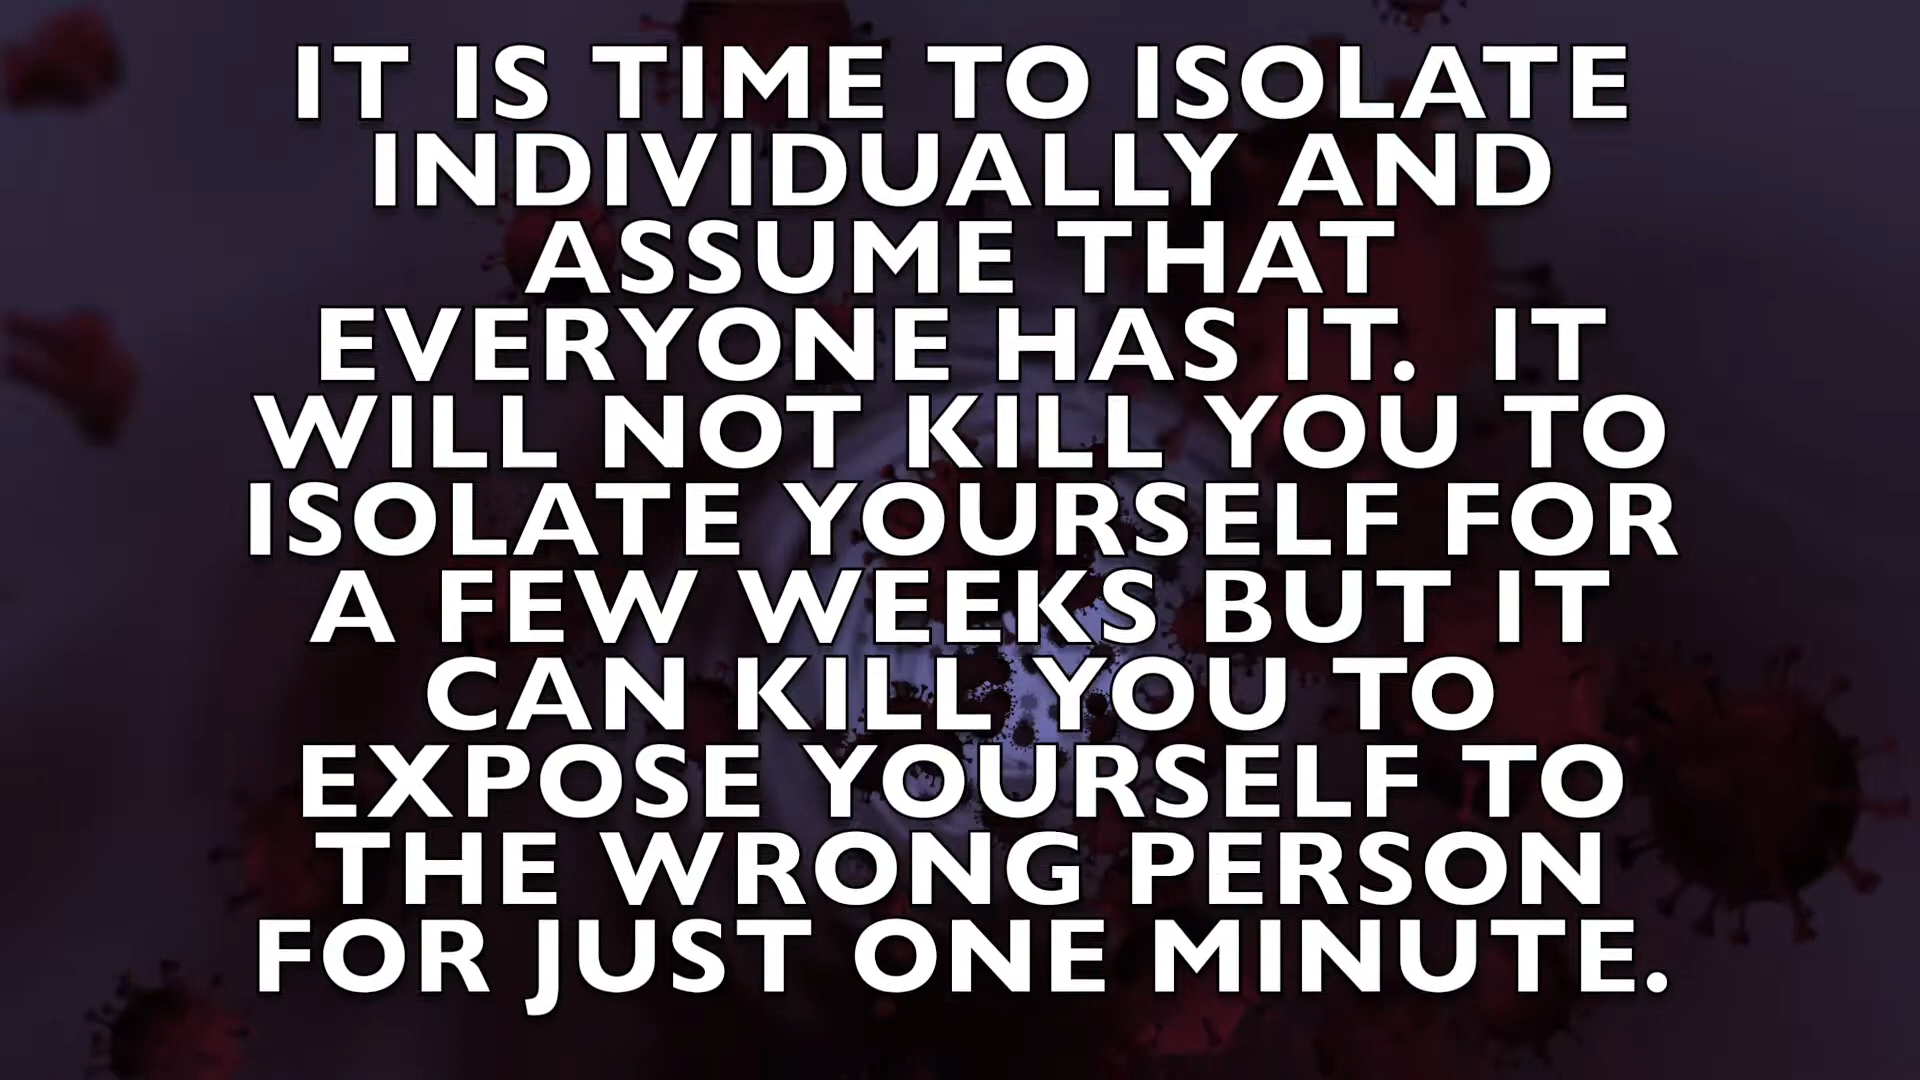 IT IS TIME TO ISOLATE
INDIVIDUALLY AND
ASSUME THAT
EVERYONE HAS IT.  IT
WILL NOT KILL YOU TO
ISOLATE YOURSELF FOR
A FEW WEEKS BUT IT
CAN KILL YOU TO
EXPOSE YOURSELF TO
THE WRONG PERSON
FOR JUST ONE MINUTE.